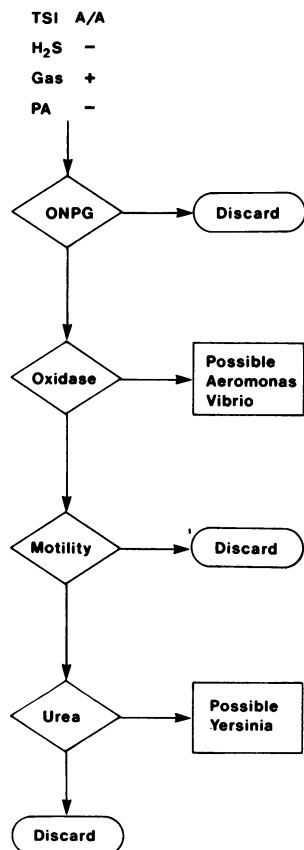 TSI A/A
H₂S −
Gas +
PA −
ONPG
Discard
Oxidase
Possible
Aeromonas
Vibrio
Motility
Discard
Urea
Possible
Yersinia
Discard